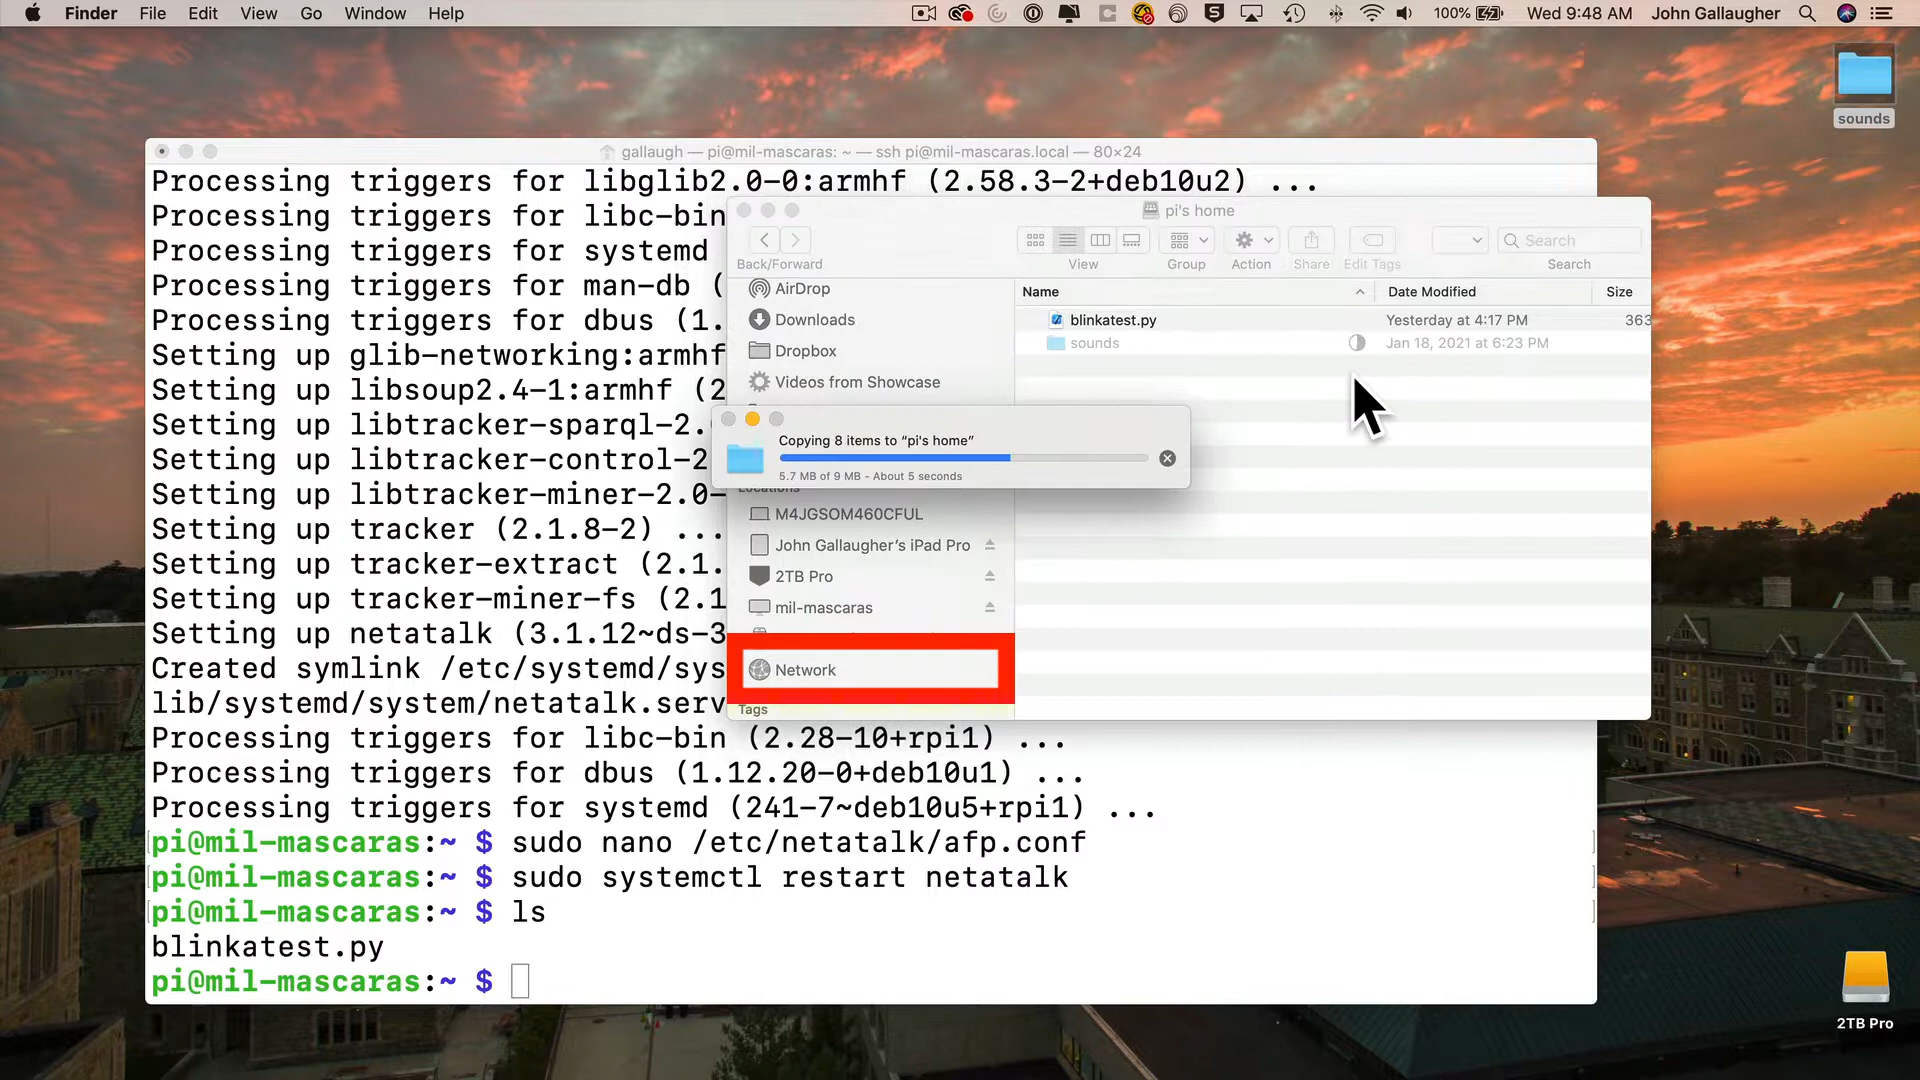 Finder File Edit View Go Window Help 100% Wed 9:48 AM John Gallaugher
sounds
gallaugh — pi@mil-mascaras: ~ — ssh pi@mil-mascaras.local — 80×24
Processing triggers for libglib2.0-0:armhf (2.58.3-2+deb10u2) ...
Processing triggers for libc-bin
Processing triggers for systemd
Processing triggers for man-db (
Processing triggers for dbus (1.
Setting up glib-networking:armhf
Setting up libsoup2.4-1:armhf (2
Setting up libtracker-sparql-2.
Setting up libtracker-control-2
Setting up libtracker-miner-2.0-
Setting up tracker (2.1.8-2) ...
Setting up tracker-extract (2.1.
Setting up tracker-miner-fs (2.1
Setting up netatalk (3.1.12~ds-3
Created symlink /etc/systemd/sys
lib/systemd/system/netatalk.serv
Processing triggers for libc-bin (2.28-10+rpi1) ...
Processing triggers for dbus (1.12.20-0+deb10u1) ...
Processing triggers for systemd (241-7~deb10u5+rpi1) ...
pi@mil-mascaras:~ $ sudo nano /etc/netatalk/afp.conf
pi@mil-mascaras:~ $ sudo systemctl restart netatalk
pi@mil-mascaras:~ $ ls
blinkatest.py
pi@mil-mascaras:~ $
pi's home
Search
Back/Forward View Group Action Share Edit Tags Search
AirDrop
Downloads
Dropbox
Videos from Showcase
Locations
M4JGSOM460CFUL
John Gallaugher's iPad Pro
2TB Pro
mil-mascaras
Network
Tags
Name Date Modified Size
blinkatest.py Yesterday at 4:17 PM 363
sounds Jan 18, 2021 at 6:23 PM
Copying 8 items to “pi's home”
5.7 MB of 9 MB - About 5 seconds
2TB Pro